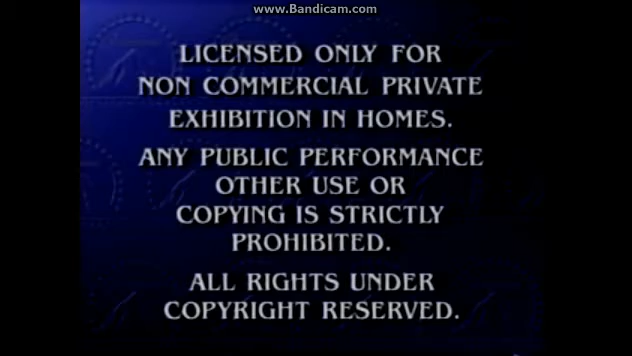 www.Bandicam.com
LICENSED ONLY FOR
NON COMMERCIAL PRIVATE
EXHIBITION IN HOMES.
ANY PUBLIC PERFORMANCE
OTHER USE OR
COPYING IS STRICTLY
PROHIBITED.
ALL RIGHTS UNDER
COPYRIGHT RESERVED.